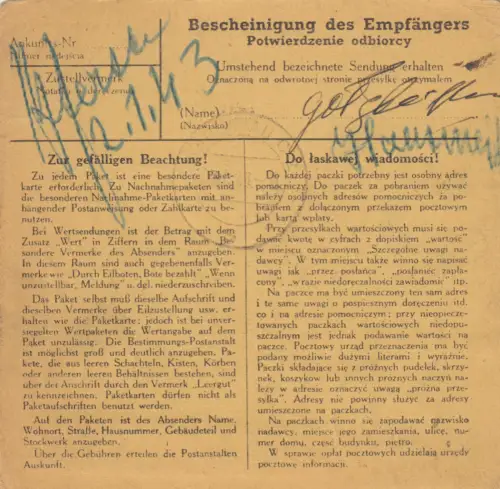 Bescheinigung des Empfängers
Potwierdzenie odbiorcy
Ankunfts-Nr
Numer nadejścia
Umstehend bezeichnete Sendung erhalten
Oznaczoną na odwrotnej stronie przesyłkę otrzymałem
Zustellvermerk
Notatka o doręczeniu
12.1.43
(Name)
(Nazwisko)
Zur gefälligen Beachtung!
Zu jedem Paket ist eine besondere Paket-
karte erforderlich. Zu Nachnahmepaketen sind
die besonderen Nachnahme-Paketkarten mit an-
hängender Postanweisung oder Zahlkarte zu be-
nutzen.
Bei Wertsendungen ist der Betrag mit dem
Zusatz „Wert" in Ziffern in dem Raum „Be-
sondere Vermerke des Absenders" anzugeben.
In diesem Raum sind auch gegebenenfalls Ver-
merke wie „Durch Eilboten, Bote bezahlt" „Wenn
unzustellbar, Meldung" u. dgl. niederzuschreiben.
Das Paket selbst muß dieselbe Aufschrift und
dieselben Vermerke über Eilzustellung usw. er-
halten wie die Paketkarte; jedoch ist bei unver-
siegelten Wertpaketen die Wertangabe auf dem
Paket unzulässig. Die Bestimmungs-Postanstalt
ist möglichst groß und deutlich anzugeben. Pa-
kete, die aus leeren Schachteln, Kisten, Körben
oder anderen leeren Behältnissen bestehen, sind
über der Anschrift durch den Vermerk „Leergut"
zu kennzeichnen. Paketkarten dürfen nicht als
Paketaufschriften benutzt werden.
Auf den Paketen ist des Absenders Name,
Wohnort, Straße, Hausnummer, Gebäudeteil und
Stockwerk anzugeben.
Über die Gebühren erteilen die Postanstalten
Auskunft.
Do łaskawej wiadomości!
Do każdej paczki potrzebny jest osobny adres
pomocniczy. Do paczek za pobraniem używać
należy osobnych adresów pomocniczych za po-
braniem z dołączonym przekazem pocztowym
lub kartą wpłaty.
Przy przesyłkach wartościowych musi się po-
dawać kwotę w cyfrach z dopiskiem „wartość"
w miejscu oznaczonym „Szczególne uwagi nad-
wcy". W tym miejscu także winno się napisać
uwagi jak „przez posłańca", „posłaniec zapła-
cony", „w razie niedoręczalności zawiadomić" itp.
Na paczce ma być umieszczony ten sam adres
i te same uwagi o pospiesznym doręczeniu itd.
co i na adresie pomocniczym; przy nieopieczę-
towanych paczkach wartościowych niedopu-
szczalnym jest jednak podawanie wartości na
paczce. Pocztowy urząd przeznaczenia ma być
podany możliwie dużymi literami i wyraźnie.
Paczki składające się z próżnych pudełek, skrzy-
nek, koszyków lub innych próżnych naczyń nale-
ży w adresie oznaczyć uwagą „próżna prze-
syłka". Adresy nie powinny służyć za adresy
umieszczone na paczkach.
Na paczkach winno się zapodawać nazwisko
nadawcy, miejsce jego zamieszkania, ulicę, nu-
mer domu, część budynku, piętro.
W sprawie opłat pocztowych udzielają urzędy
pocztowe informacji.